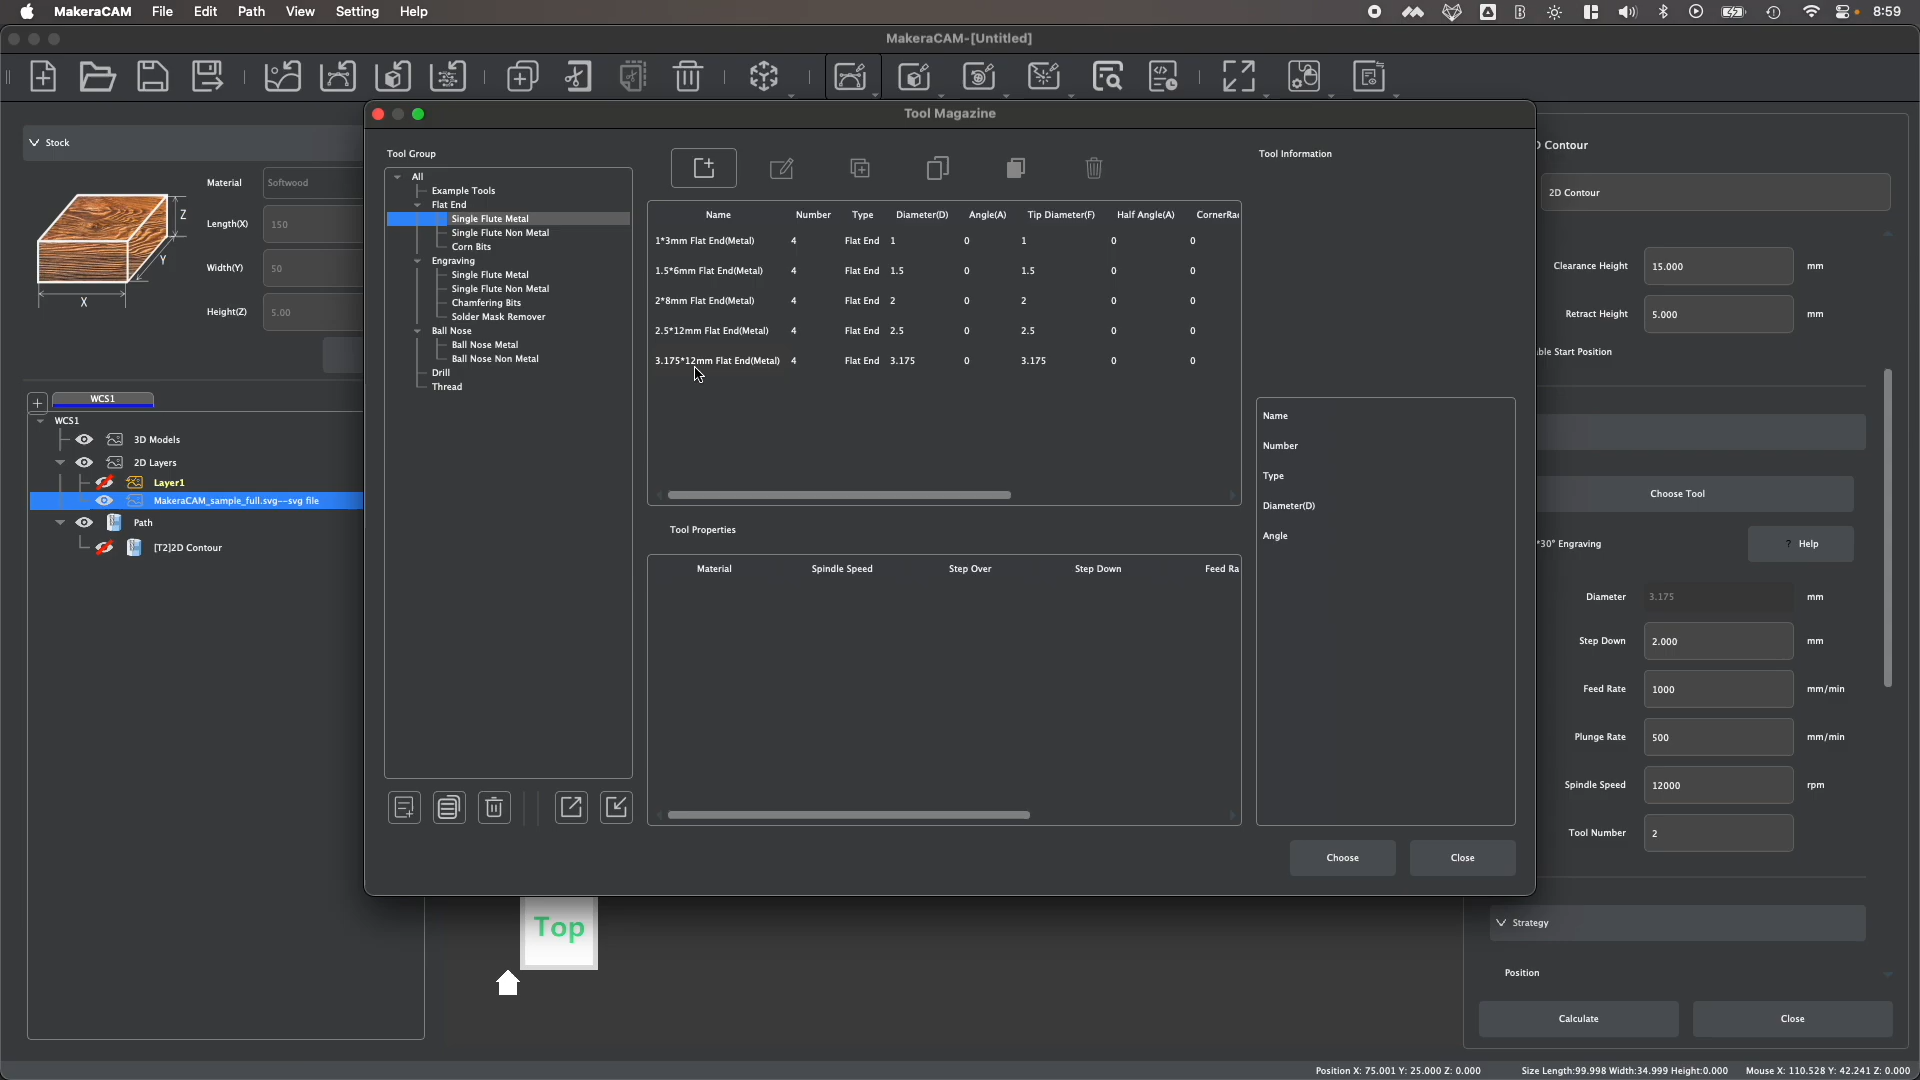 MakeraCAM File Edit Path View Setting Help 8:59
MakeraCAM-[Untitled]
Tool Magazine
Stock
Material Softwood
Length(X) 150
Width(Y) 50
Height(Z) 5.00
X
Y
Z
WCS1
WCS1
3D Models
2D Layers
Layer1
MakeraCAM_sample_full.svg--svg file
Path
[T2]2D Contour
Tool Group
All
Example Tools
Flat End
Single Flute Metal
Single Flute Non Metal
Corn Bits
Engraving
Single Flute Metal
Single Flute Non Metal
Chamfering Bits
Solder Mask Remover
Ball Nose
Ball Nose Metal
Ball Nose Non Metal
Drill
Thread
Name Number Type Diameter(D) Angle(A) Tip Diameter(F) Half Angle(A) CornerRa
1*3mm Flat End(Metal) 4 Flat End 1 0 1 0 0
1.5*6mm Flat End(Metal) 4 Flat End 1.5 0 1.5 0 0
2*8mm Flat End(Metal) 4 Flat End 2 0 2 0 0
2.5*12mm Flat End(Metal) 4 Flat End 2.5 0 2.5 0 0
3.175*12mm Flat End(Metal) 4 Flat End 3.175 0 3.175 0 0
Tool Properties
Material Spindle Speed Step Over Step Down Feed Ra
Tool Information
Name
Number
Type
Diameter(D)
Angle
Choose Close
Top
Contour
2D Contour
Clearance Height 15.000 mm
Retract Height 5.000 mm
ble Start Position
Choose Tool
*30° Engraving ? Help
Diameter 3.175 mm
Step Down 2.000 mm
Feed Rate 1000 mm/min
Plunge Rate 500 mm/min
Spindle Speed 12000 rpm
Tool Number 2
Strategy
Position
Calculate Close
Position X: 75.001 Y: 25.000 Z: 0.000 Size Length:99.998 Width:34.999 Height:0.000 Mouse X: 110.528 Y: 42.241 Z: 0.000